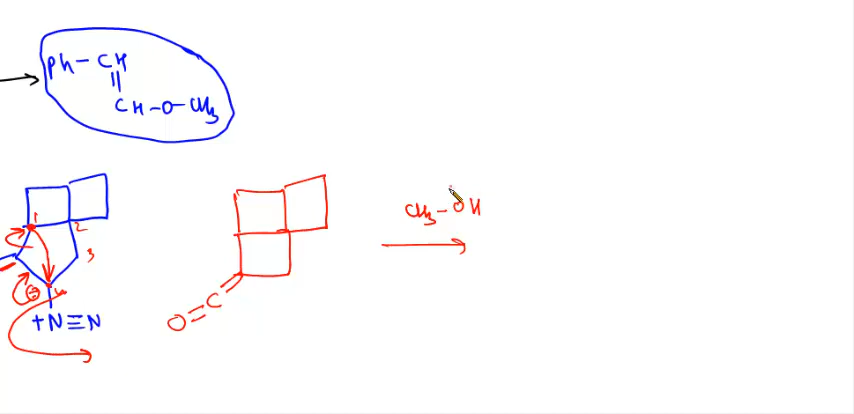 Ph-CH
||
CH-O-CH3
1
2
3
4
⊖
+N≡N
O=C=
CH3-OH